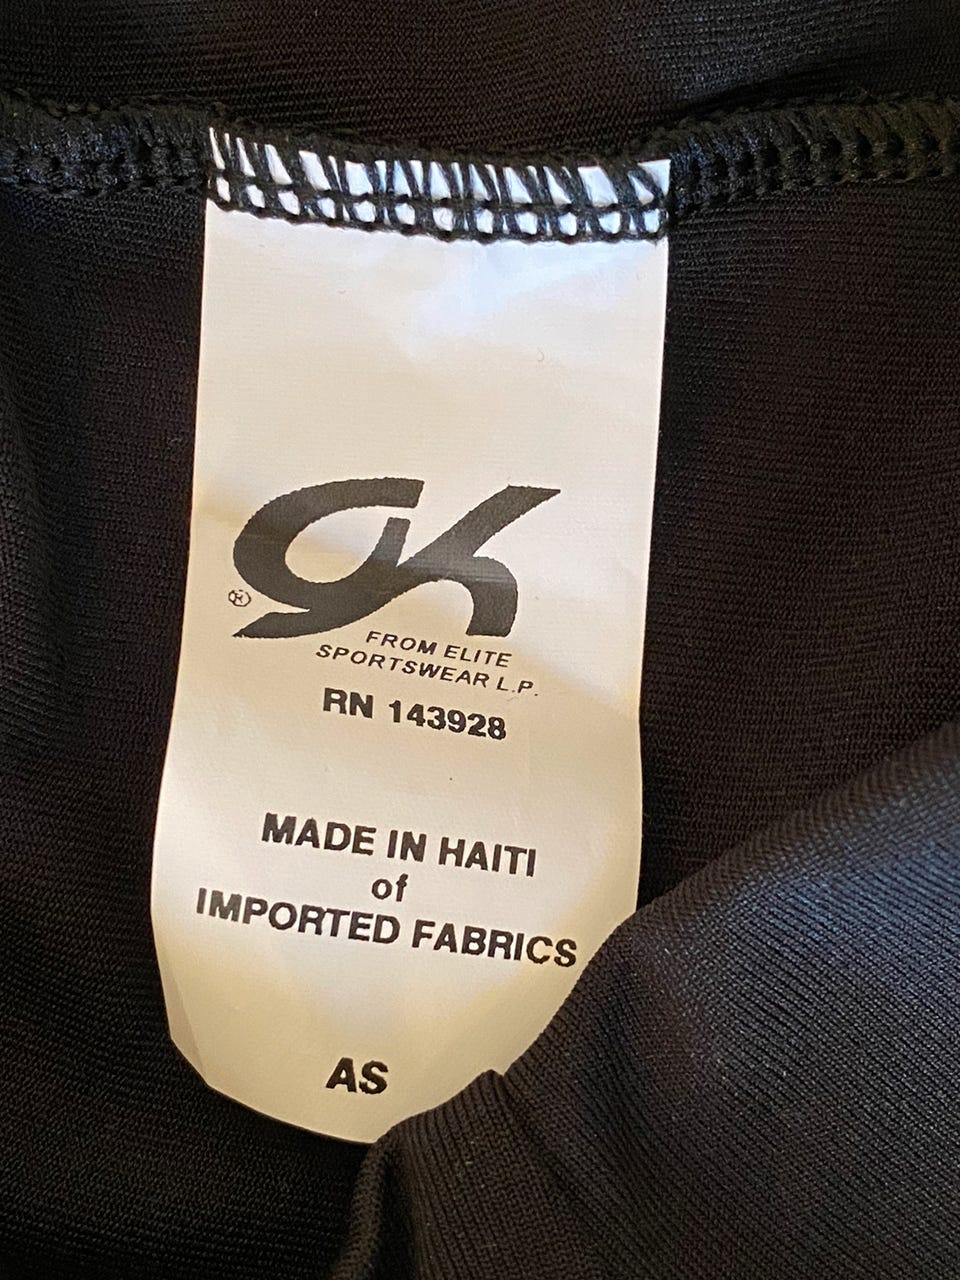 GK
®
FROM ELITE
SPORTSWEAR L.P.
RN 143928
MADE IN HAITI
of
IMPORTED FABRICS
AS